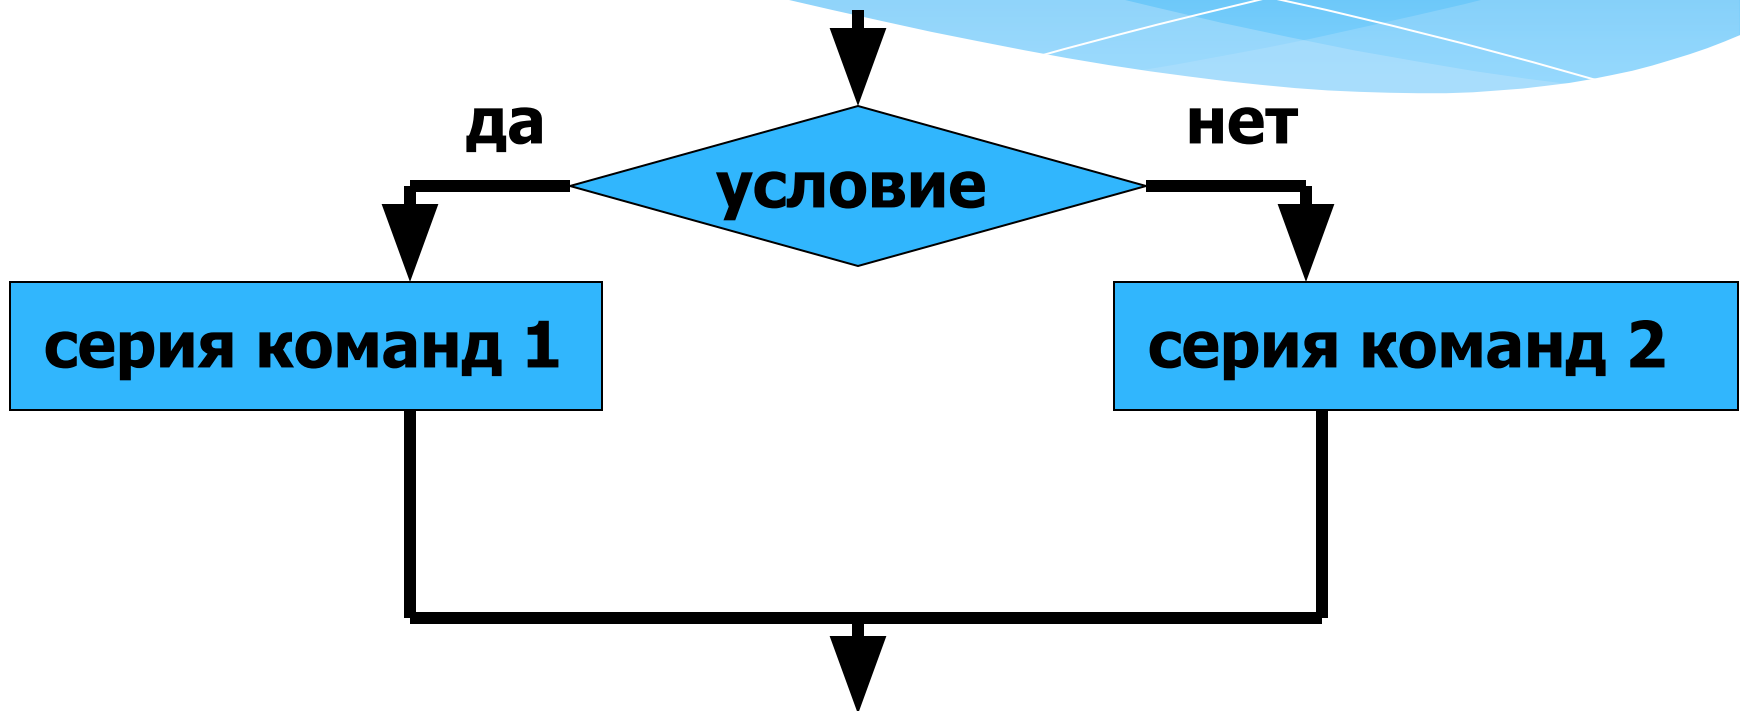 да
нет
условие
серия команд 1
серия команд 2